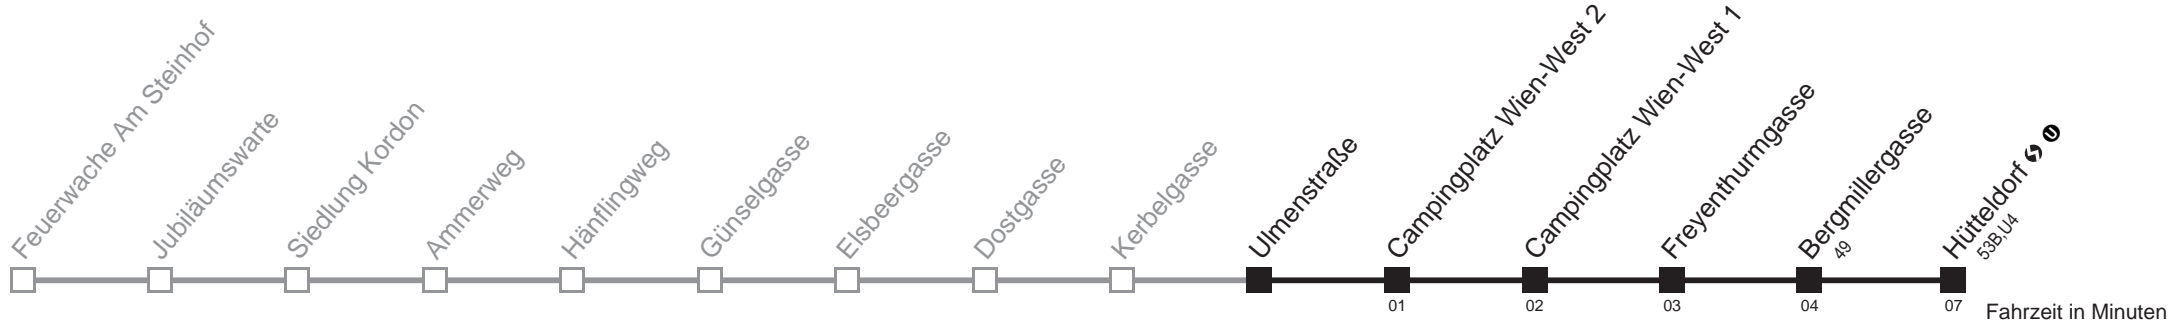 Feuerwache Am Steinhof
Jubiläumswarte
Siedlung Kordon
Ammerweg
Hänflingweg
Günselgasse
Elsbeergasse
Dostgasse
Kerbelgasse
Ulmenstraße
Campingplatz Wien-West 2
Campingplatz Wien-West 1
Freyenthurmgasse
Bergmillergasse
49
Hütteldorf S U
53B,U4
01 02 03 04 07 Fahrzeit in Minuten